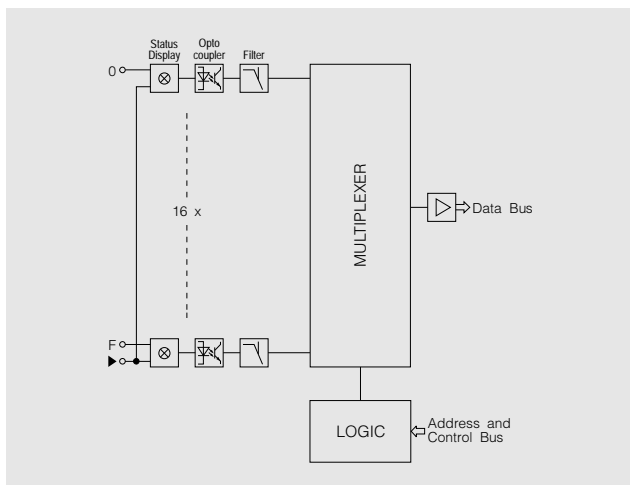 Status
Display
Opto
coupler
Filter
0
16 x
MULTIPLEXER
Data Bus
F
LOGIC
Address and
Control Bus